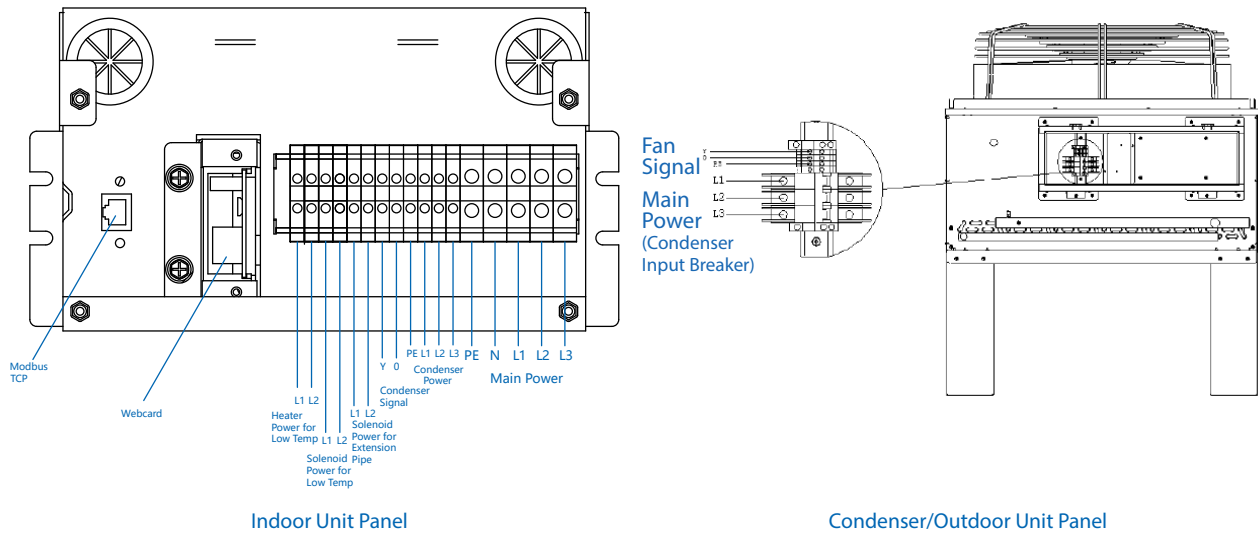 Modbus
TCP
Webcard
L1 L2
Heater
Power for
Low Temp
L1 L2
Solenoid
Power for
Low Temp
L1 L2
Solenoid
Power for
Extension
Pipe
Y 0
Condenser
Signal
PE L1 L2 L3
Condenser
Power
PE N L1 L2 L3
Main Power
Indoor Unit Panel
Fan
Signal
Y
0
PE
Main
Power
(Condenser
Input Breaker)
L1
L2
L3
Condenser/Outdoor Unit Panel